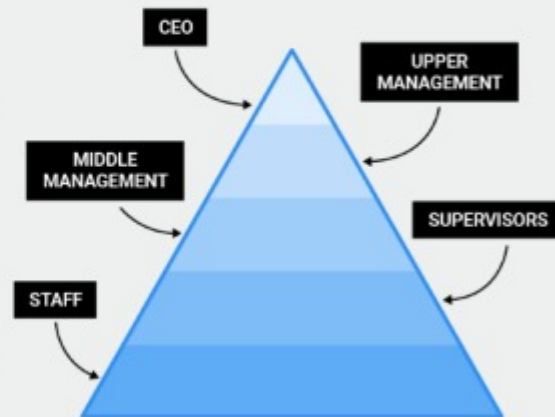 CEO
UPPER
MANAGEMENT
MIDDLE
MANAGEMENT
SUPERVISORS
STAFF